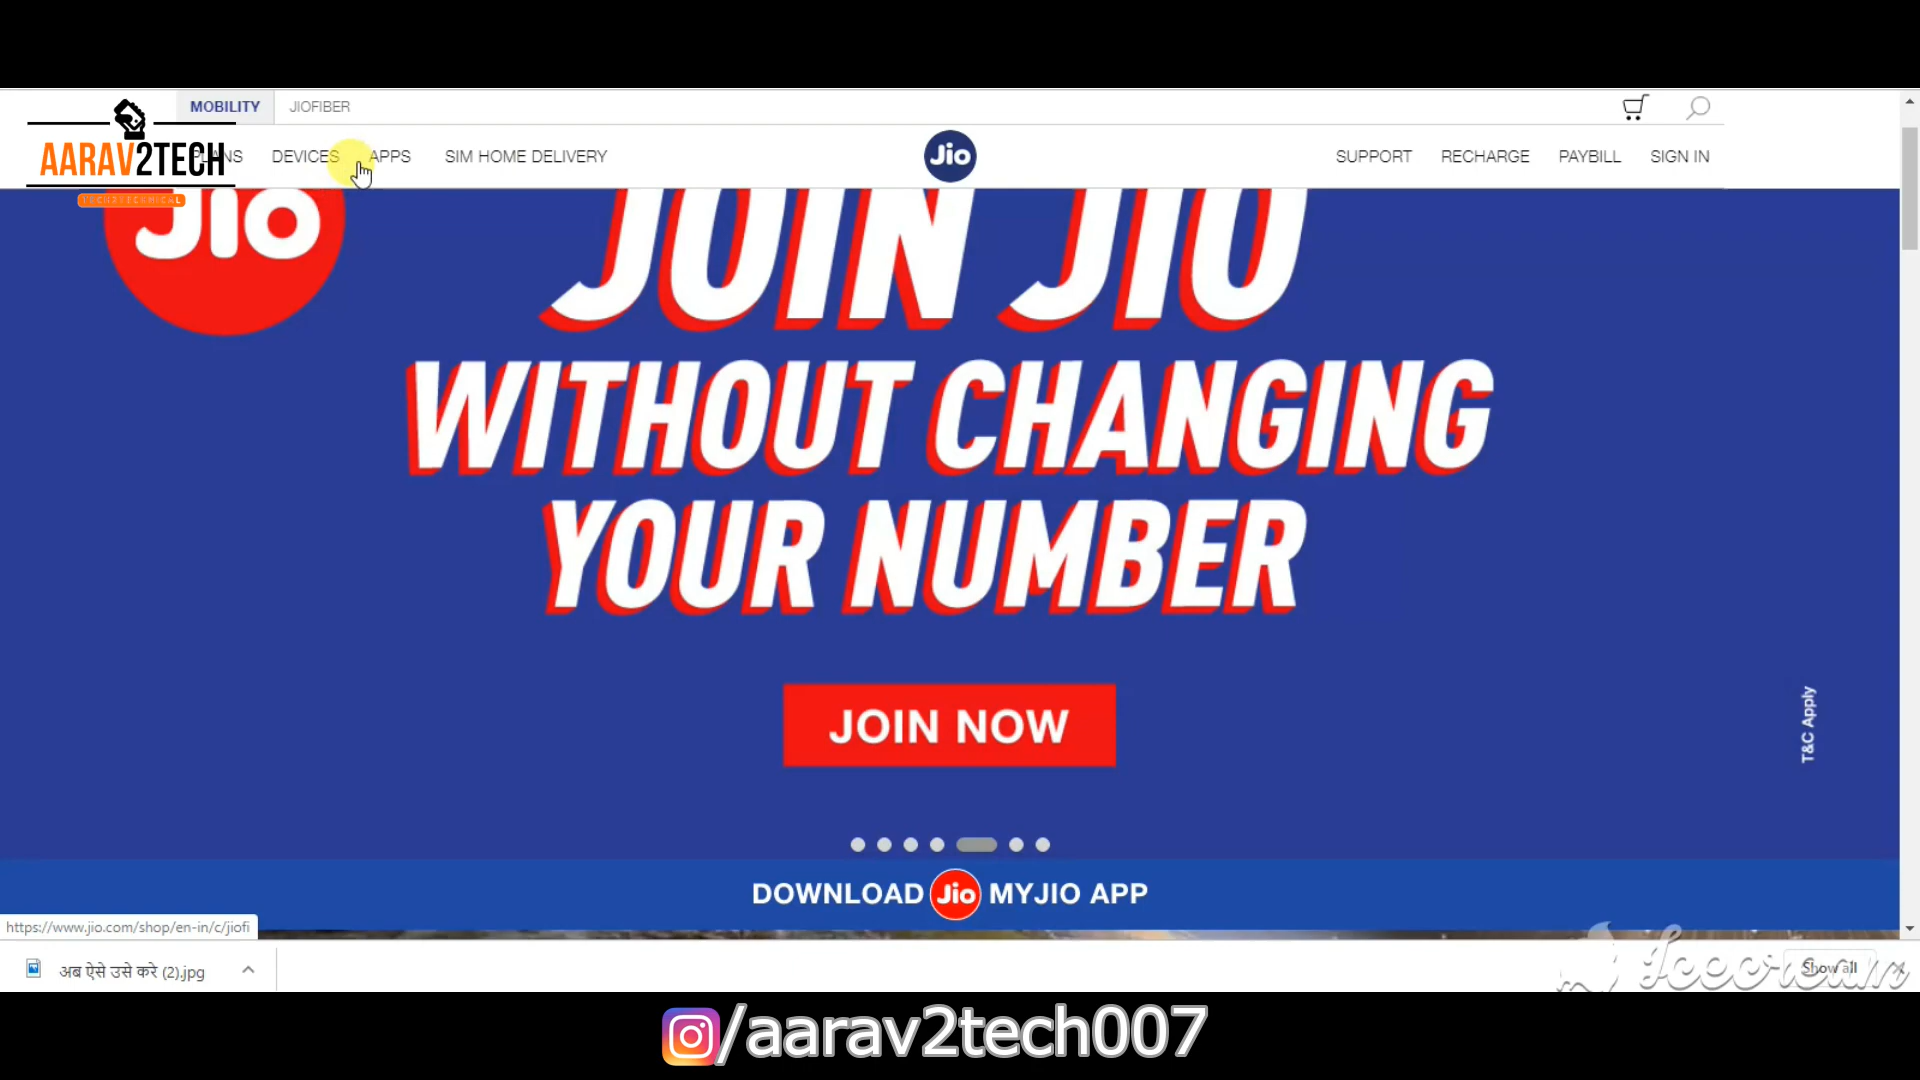 MOBILITY JIOFIBER
AARAV2TECH
DEVICES APPS SIM HOME DELIVERY Jio SUPPORT RECHARGE PAYBILL SIGN IN
Jio
JOIN JIO
WITHOUT CHANGING
YOUR NUMBER
JOIN NOW
T&C Apply
DOWNLOAD Jio MYJIO APP
https://www.jio.com/shop/en-in/c/jiofi
अब ऐसे उसे करे (2).jpg
Show all
/aarav2tech007